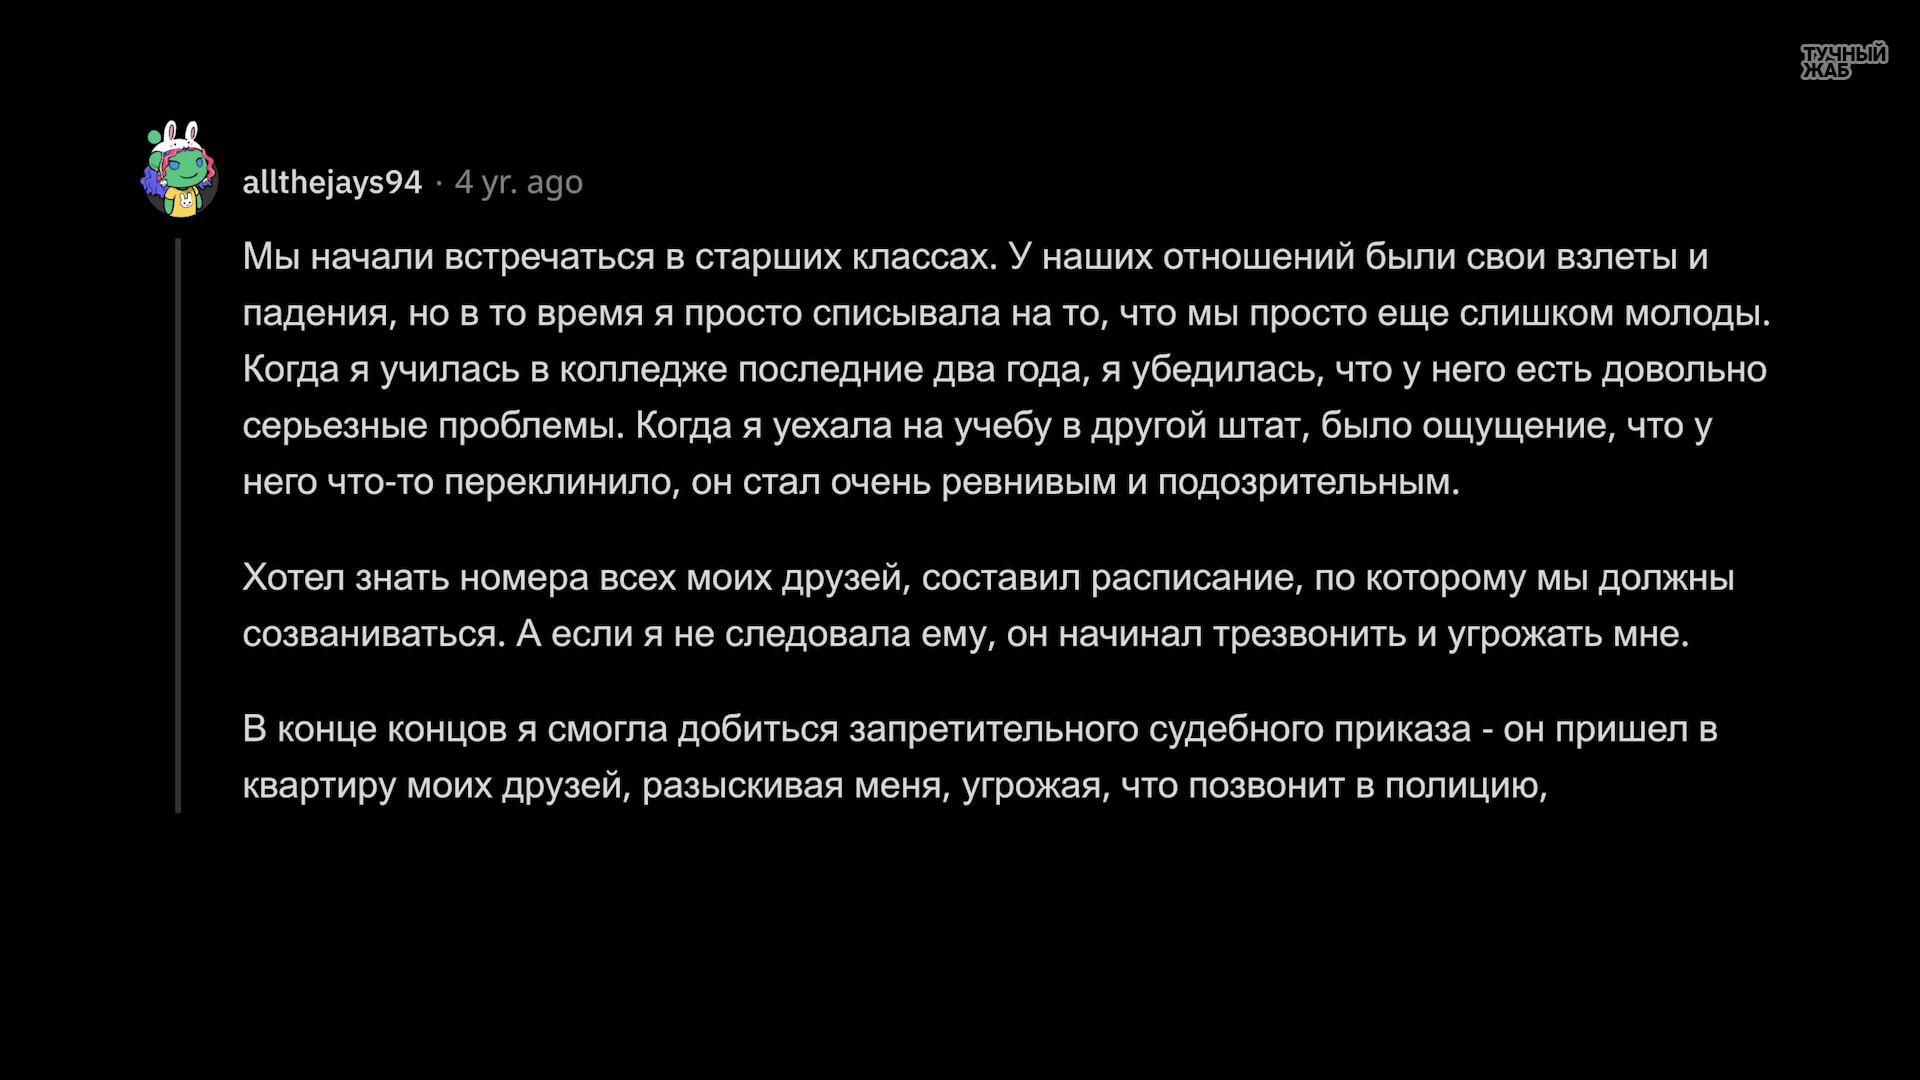 ТУЧНЫЙ
ЖАБ
allthejays94 · 4 yr. ago
Мы начали встречаться в старших классах. У наших отношений были свои взлеты и
падения, но в то время я просто списывала на то, что мы просто еще слишком молоды.
Когда я училась в колледже последние два года, я убедилась, что у него есть довольно
серьезные проблемы. Когда я уехала на учебу в другой штат, было ощущение, что у
него что-то переклинило, он стал очень ревнивым и подозрительным.
Хотел знать номера всех моих друзей, составил расписание, по которому мы должны
созваниваться. А если я не следовала ему, он начинал трезвонить и угрожать мне.
В конце концов я смогла добиться запретительного судебного приказа - он пришел в
квартиру моих друзей, разыскивая меня, угрожая, что позвонит в полицию,